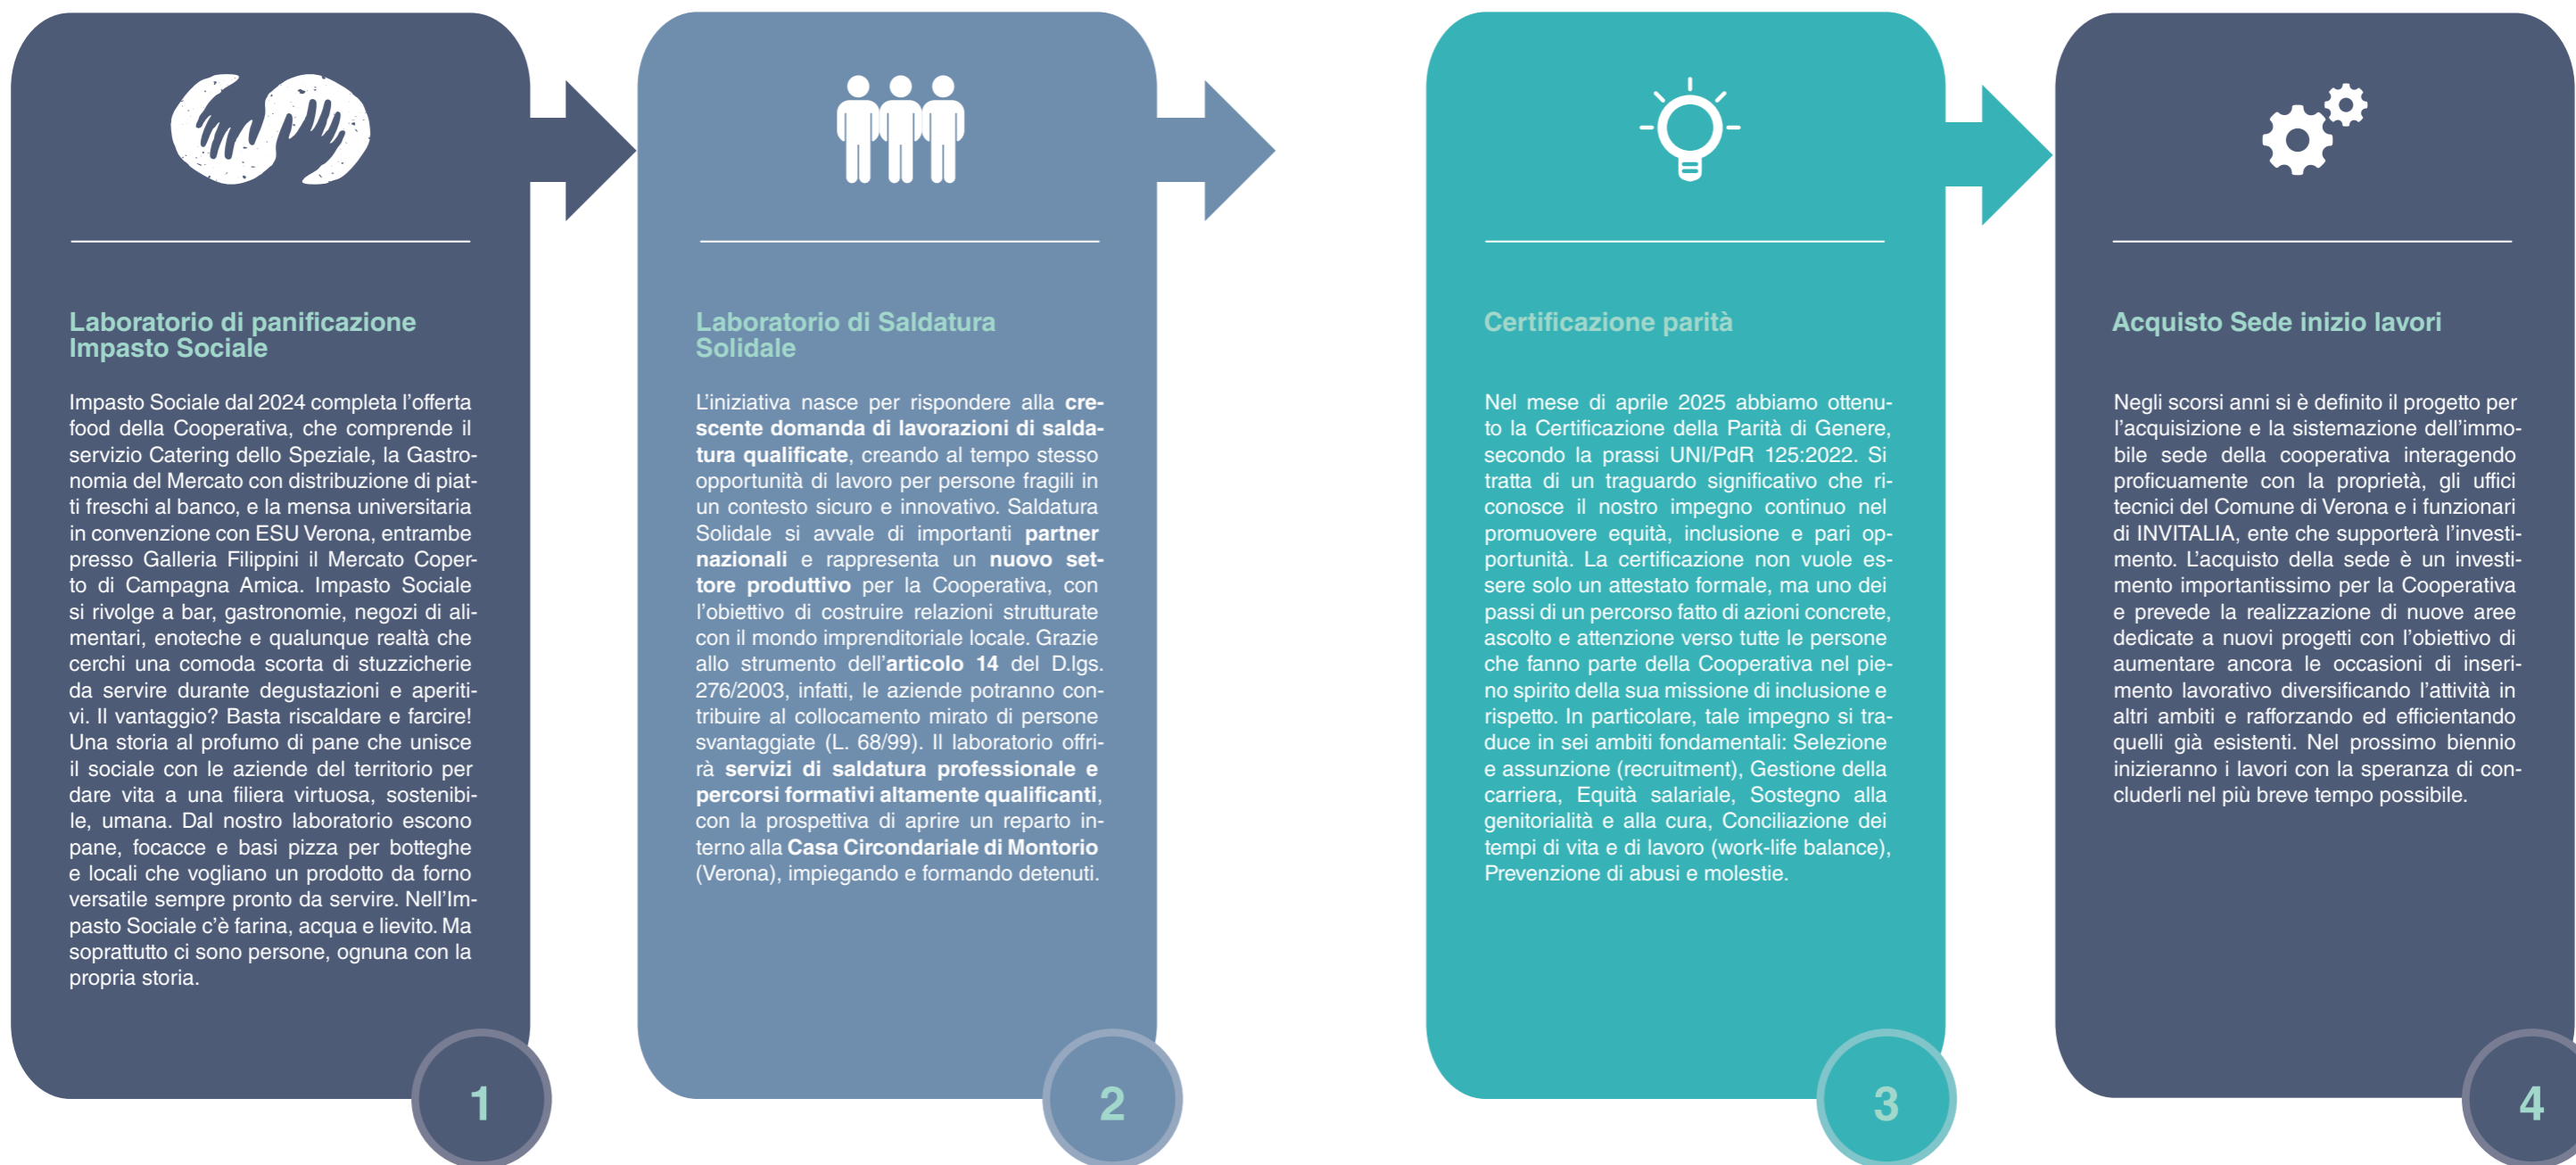 Laboratorio di panificazione
Impasto Sociale
Impasto Sociale dal 2024 completa l’offerta
food della Cooperativa, che comprende il
servizio Catering dello Speziale, la Gastro-
nomia del Mercato con distribuzione di piat-
ti freschi al banco, e la mensa universitaria
in convenzione con ESU Verona, entrambe
presso Galleria Filippini il Mercato Coper-
to di Campagna Amica. Impasto Sociale
si rivolge a bar, gastronomie, negozi di ali-
mentari, enoteche e qualunque realtà che
cerchi una comoda scorta di stuzzicherie
da servire durante degustazioni e aperiti-
vi. Il vantaggio? Basta riscaldare e farcire!
Una storia al profumo di pane che unisce
il sociale con le aziende del territorio per
dare vita a una filiera virtuosa, sostenibi-
le, umana. Dal nostro laboratorio escono
pane, focacce e basi pizza per botteghe
e locali che vogliano un prodotto da forno
versatile sempre pronto da servire. Nell’Im-
pasto Sociale c’è farina, acqua e lievito. Ma
soprattutto ci sono persone, ognuna con la
propria storia.
1
Laboratorio di Saldatura
Solidale
L’iniziativa nasce per rispondere alla cre-
scente domanda di lavorazioni di salda-
tura qualificate, creando al tempo stesso
opportunità di lavoro per persone fragili in
un contesto sicuro e innovativo. Saldatura
Solidale si avvale di importanti partner
nazionali e rappresenta un nuovo set-
tore produttivo per la Cooperativa, con
l’obiettivo di costruire relazioni strutturate
con il mondo imprenditoriale locale. Grazie
allo strumento dell’articolo 14 del D.lgs.
276/2003, infatti, le aziende potranno con-
tribuire al collocamento mirato di persone
svantaggiate (L. 68/99). Il laboratorio offri-
rà servizi di saldatura professionale e
percorsi formativi altamente qualificanti,
con la prospettiva di aprire un reparto in-
terno alla Casa Circondariale di Montorio
(Verona), impiegando e formando detenuti.
2
Certificazione parità
Nel mese di aprile 2025 abbiamo ottenu-
to la Certificazione della Parità di Genere,
secondo la prassi UNI/PdR 125:2022. Si
tratta di un traguardo significativo che ri-
conosce il nostro impegno continuo nel
promuovere equità, inclusione e pari op-
portunità. La certificazione non vuole es-
sere solo un attestato formale, ma uno dei
passi di un percorso fatto di azioni concrete,
ascolto e attenzione verso tutte le persone
che fanno parte della Cooperativa nel pie-
no spirito della sua missione di inclusione e
rispetto. In particolare, tale impegno si tra-
duce in sei ambiti fondamentali: Selezione
e assunzione (recruitment), Gestione della
carriera, Equità salariale, Sostegno alla
genitorialità e alla cura, Conciliazione dei
tempi di vita e di lavoro (work-life balance),
Prevenzione di abusi e molestie.
3
Acquisto Sede inizio lavori
Negli scorsi anni si è definito il progetto per
l’acquisizione e la sistemazione dell’immo-
bile sede della cooperativa interagendo
proficuamente con la proprietà, gli uffici
tecnici del Comune di Verona e i funzionari
di INVITALIA, ente che supporterà l’investi-
mento. L’acquisto della sede è un investi-
mento importantissimo per la Cooperativa
e prevede la realizzazione di nuove aree
dedicate a nuovi progetti con l’obiettivo di
aumentare ancora le occasioni di inseri-
mento lavorativo diversificando l’attività in
altri ambiti e rafforzando ed efficientando
quelli già esistenti. Nel prossimo biennio
inizieranno i lavori con la speranza di con-
cluderli nel più breve tempo possibile.
4